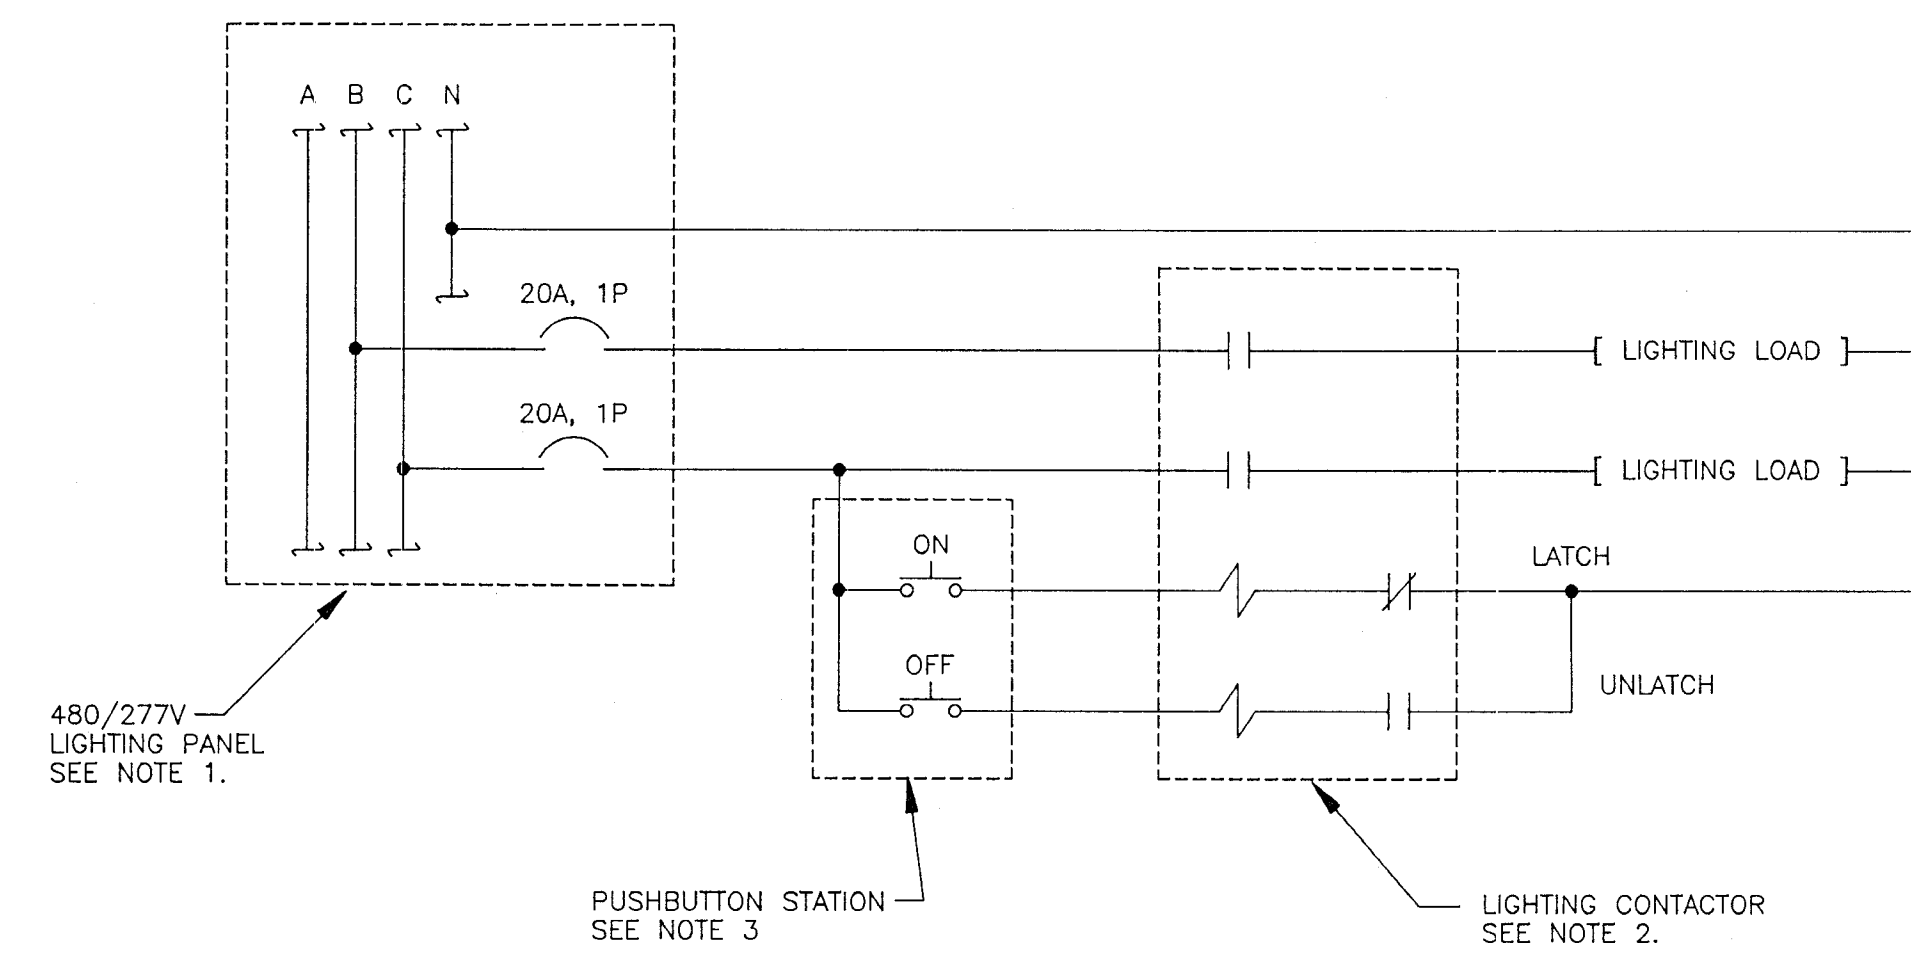 A B C N
20A, 1P
[ LIGHTING LOAD ]
20A, 1P
[ LIGHTING LOAD ]
ON
LATCH
OFF
UNLATCH
480/277V
LIGHTING PANEL
SEE NOTE 1.
PUSHBUTTON STATION
SEE NOTE 3
LIGHTING CONTACTOR
SEE NOTE 2.